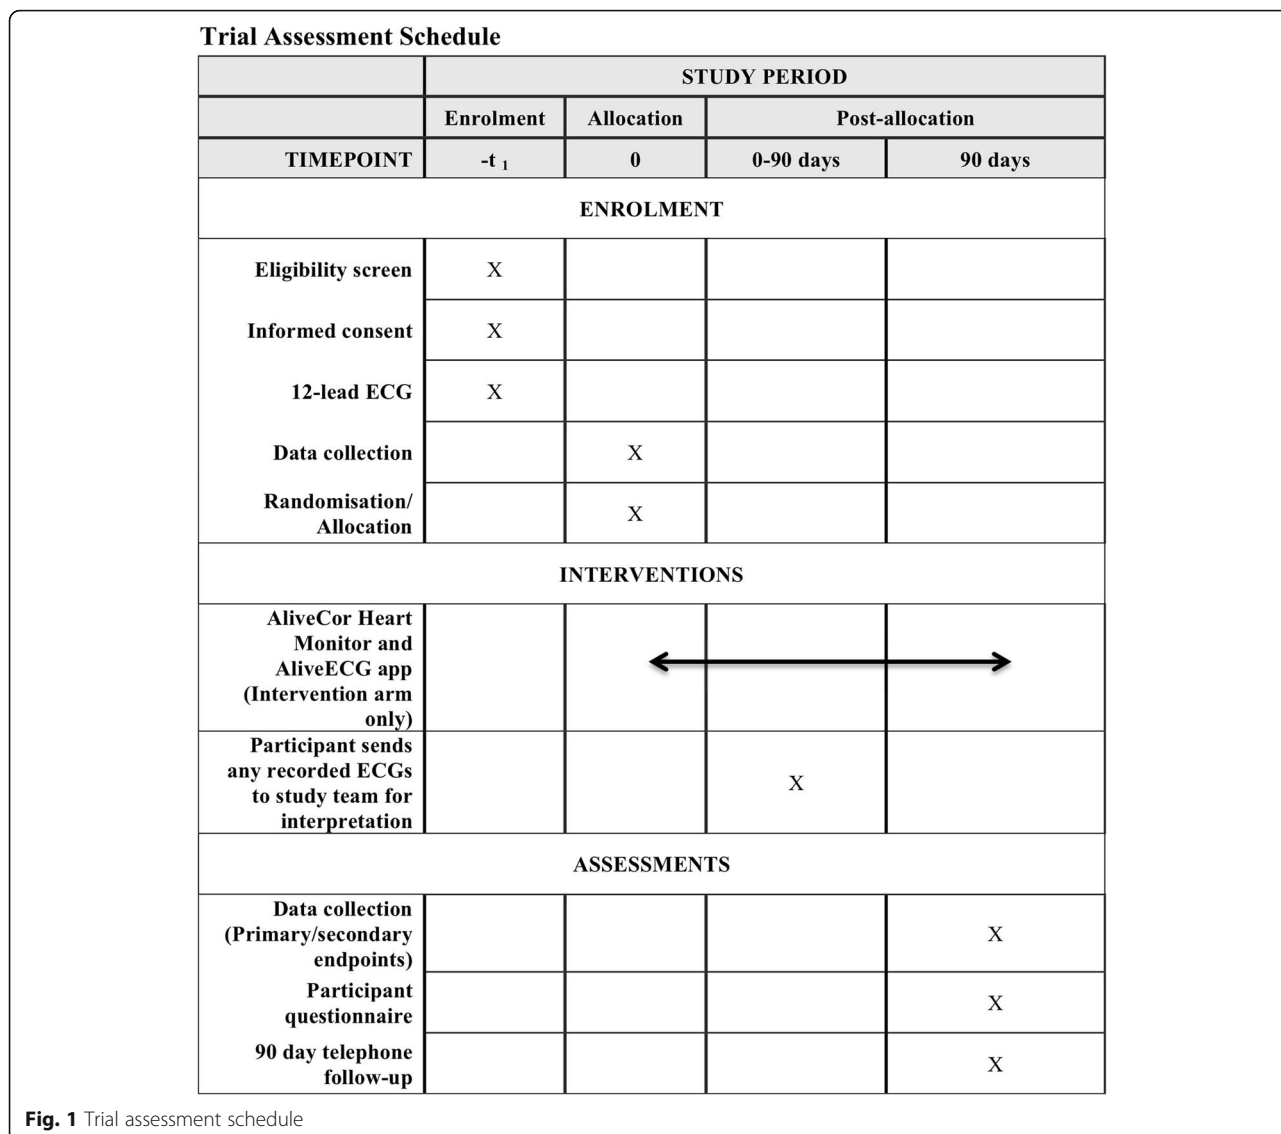 Trial Assessment Schedule
STUDY PERIOD
Enrolment Allocation Post-allocation
TIMEPOINT -t 1 0 0-90 days 90 days
ENROLMENT
Eligibility screen X
Informed consent X
12-lead ECG X
Data collection X
Randomisation/
Allocation X
INTERVENTIONS
AliveCor Heart
Monitor and
AliveECG app
(Intervention arm
only)
Participant sends
any recorded ECGs
to study team for
interpretation X
ASSESSMENTS
Data collection
(Primary/secondary
endpoints) X
Participant
questionnaire X
90 day telephone
follow-up X
Fig. 1 Trial assessment schedule